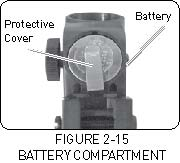 Protective
Cover
Battery
FIGURE 2-15
BATTERY COMPARTMENT